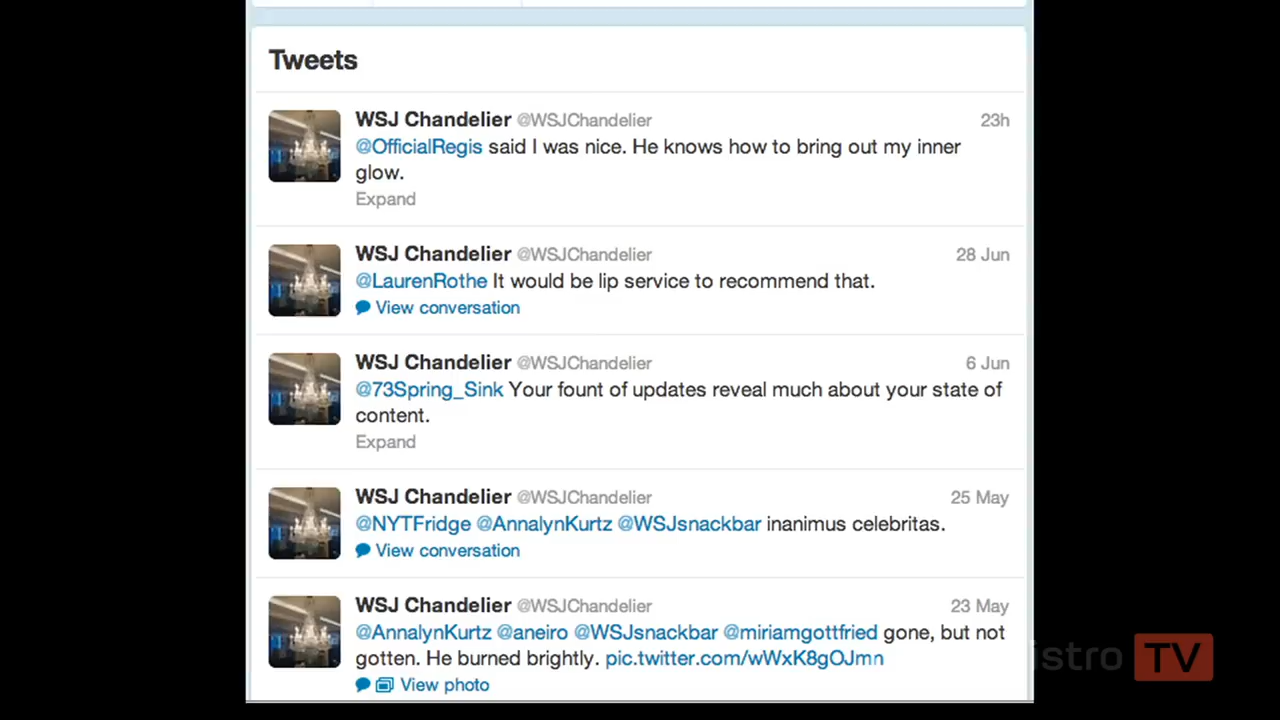 Tweets
WSJ Chandelier @WSJChandelier 23h
@OfficialRegis said I was nice. He knows how to bring out my inner
glow.
Expand
WSJ Chandelier @WSJChandelier 28 Jun
@LaurenRothe It would be lip service to recommend that.
View conversation
WSJ Chandelier @WSJChandelier 6 Jun
@73Spring_Sink Your fount of updates reveal much about your state of
content.
Expand
WSJ Chandelier @WSJChandelier 25 May
@NYTFridge @AnnalynKurtz @WSJsnackbar inanimus celebritas.
View conversation
WSJ Chandelier @WSJChandelier 23 May
@AnnalynKurtz @aneiro @WSJsnackbar @miriamgottfried gone, but not
gotten. He burned brightly. pic.twitter.com/wWxK8gOJmn
View photo
istro TV